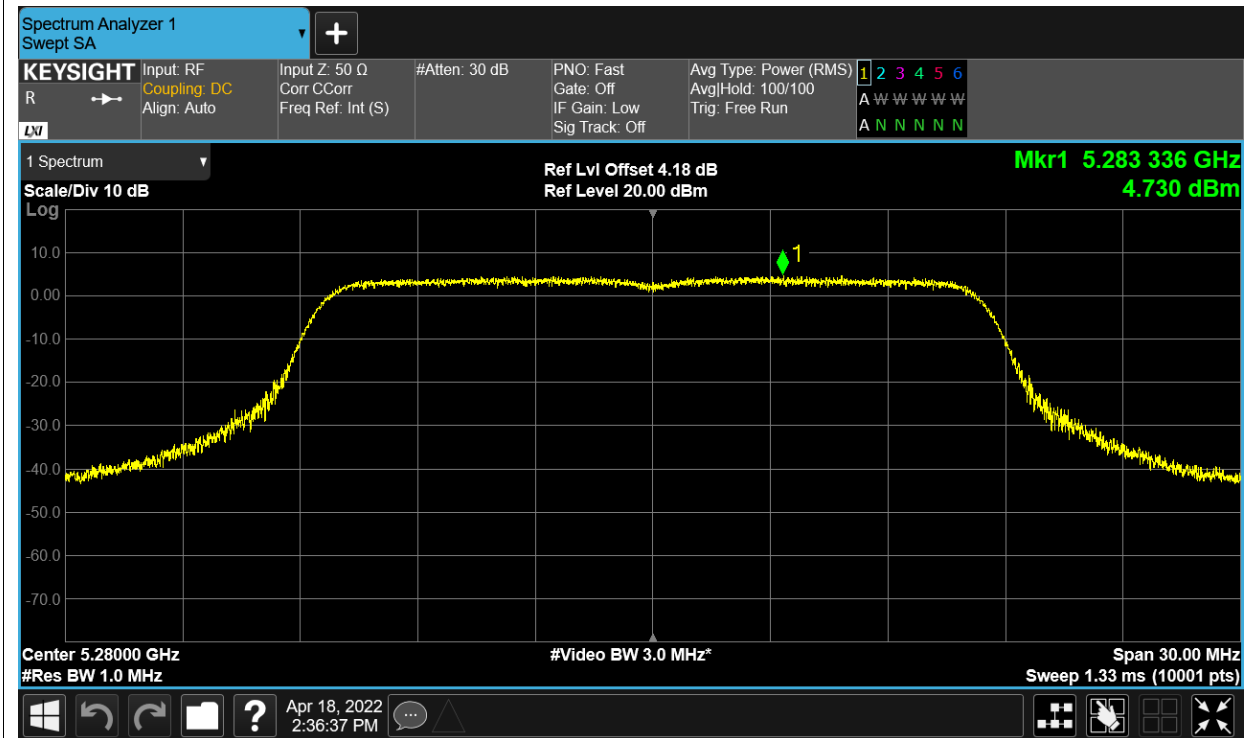 Spectrum Analyzer 1
Swept SA
KEYSIGHT
R
LXI
Input: RF
Coupling: DC
Align: Auto
Input Z: 50 Ω
Corr CCorr
Freq Ref: Int (S)
#Atten: 30 dB
PNO: Fast
Gate: Off
IF Gain: Low
Sig Track: Off
Avg Type: Power (RMS)
Avg|Hold: 100/100
Trig: Free Run
1 2 3 4 5 6
A W W W W W
A N N N N N
1 Spectrum
Scale/Div 10 dB
Log
Ref Lvl Offset 4.18 dB
Ref Level 20.00 dBm
Mkr1 5.283 336 GHz
4.730 dBm
1
10.0
0.00
-10.0
-20.0
-30.0
-40.0
-50.0
-60.0
-70.0
Center 5.28000 GHz
#Res BW 1.0 MHz
#Video BW 3.0 MHz*
Span 30.00 MHz
Sweep 1.33 ms (10001 pts)
?
Apr 18, 2022
2:36:37 PM